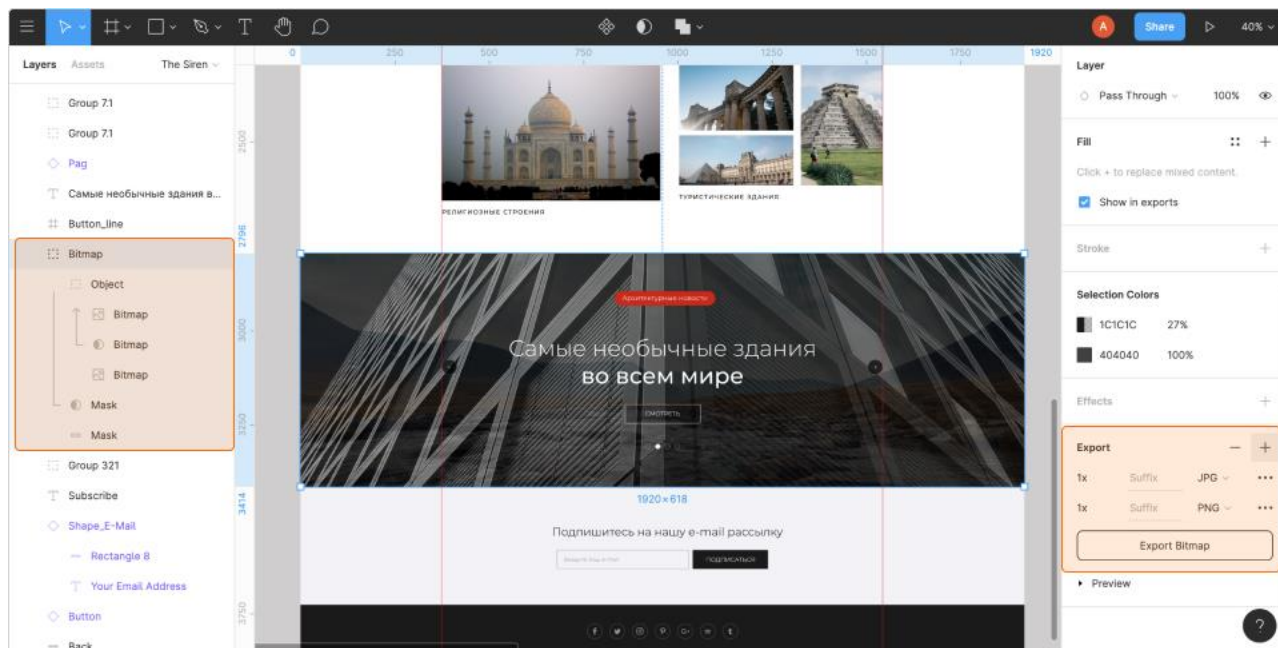 A
Share
40%
Layers
Assets
The Siren
0
250
500
750
1000
1250
1500
1750
1920
Group 7.1
Group 7.1
Pag
Самые необычные здания в...
Button_line
Bitmap
Object
Bitmap
Bitmap
Bitmap
Mask
Mask
Group 321
Subscribe
Shape_E-Mail
Rectangle 8
Your Email Address
Button
Back
2500
2796
3000
3250
3414
3750
РЕЛИГИОЗНЫЕ СТРОЕНИЯ
ТУРИСТИЧЕСКИЕ ЗДАНИЯ
Архитектурные новости
Самые необычные здания
во всем мире
СМОТРЕТЬ
1920×618
Подпишитесь на нашу e-mail рассылку
ПОДПИСАТЬСЯ
Layer
Pass Through
100%
Fill
Click + to replace mixed content.
Show in exports
Stroke
Selection Colors
1C1C1C 27%
404040 100%
Effects
Export
1x Suffix JPG
1x Suffix PNG
Export Bitmap
Preview
?